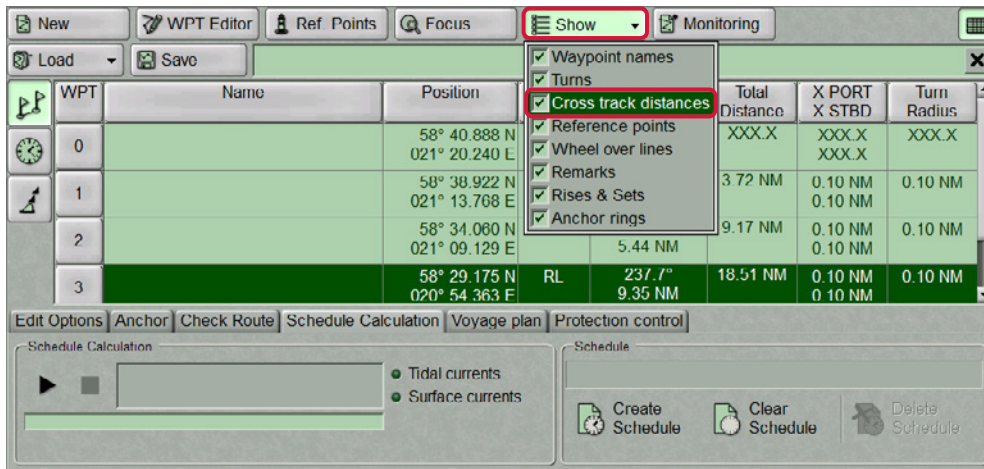 New WPT Editor Ref. Points Focus Show Monitoring
Load Save
Waypoint names
Turns
Cross track distances
Reference points
Wheel over lines
Remarks
Rises & Sets
Anchor rings
WPT Name Position Total Distance X PORT X STBD Turn Radius
0 58° 40.888 N 021° 20.240 E XXX.X XXX.X XXX.X XXX.X
1 58° 38.922 N 021° 13.768 E 3.72 NM 0.10 NM 0.10 NM 0.10 NM
2 58° 34.060 N 021° 09.129 E 5.44 NM 9.17 NM 0.10 NM 0.10 NM 0.10 NM
3 58° 29.175 N 020° 54.363 E RL 237.7° 9.35 NM 18.51 NM 0.10 NM 0.10 NM 0.10 NM
Edit Options Anchor Check Route Schedule Calculation Voyage plan Protection control
Schedule Calculation
Tidal currents
Surface currents
Schedule
Create Schedule
Clear Schedule
Delete Schedule